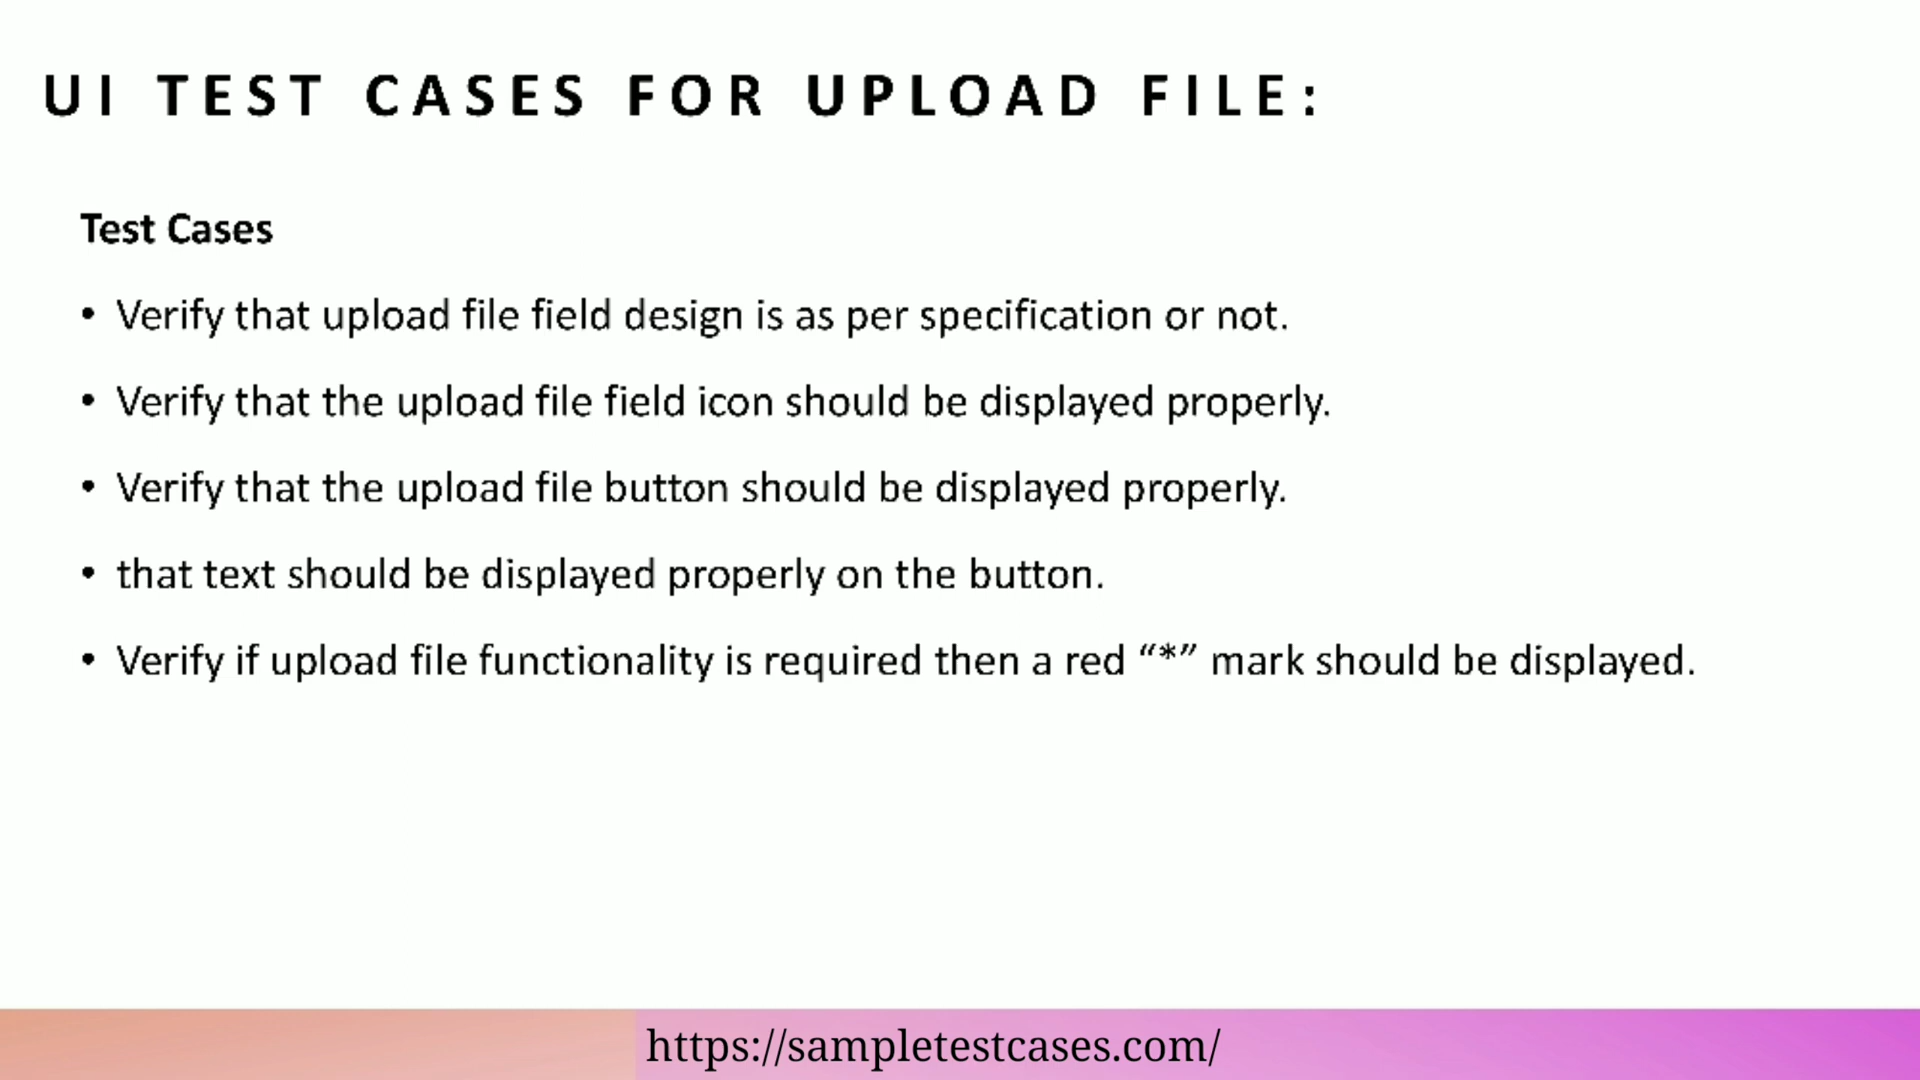 UI TEST CASES FOR UPLOAD FILE:
Test Cases
• Verify that upload file field design is as per specification or not.
• Verify that the upload file field icon should be displayed properly.
• Verify that the upload file button should be displayed properly.
• that text should be displayed properly on the button.
• Verify if upload file functionality is required then a red “*” mark should be displayed.
https://sampletestcases.com/